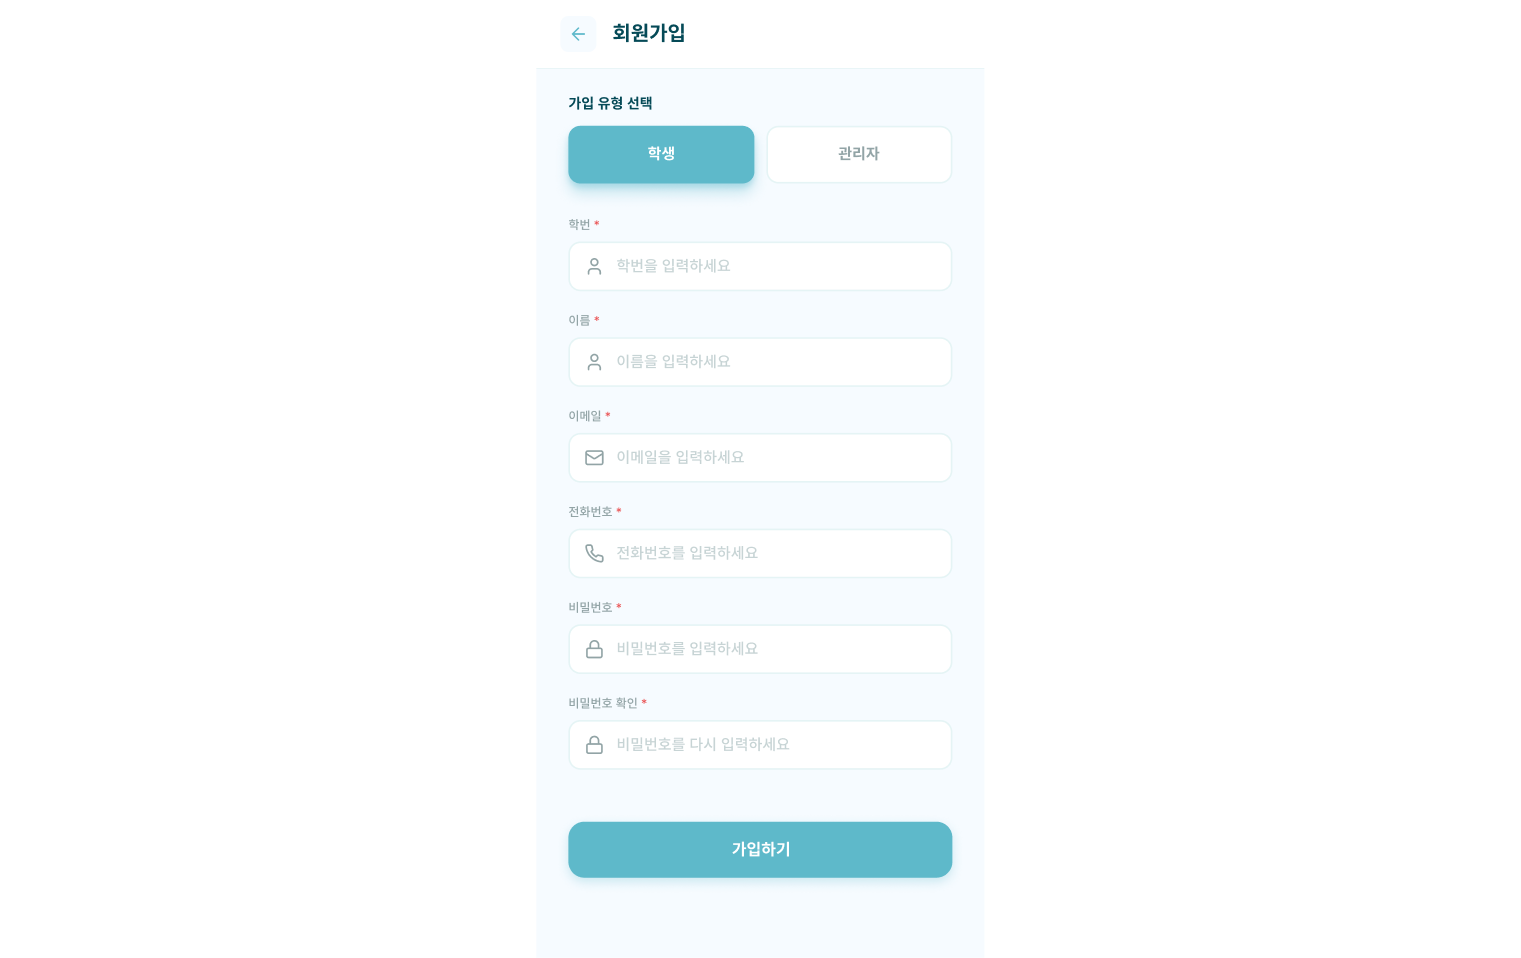 회원가입
가입 유형 선택
학생
관리자
학번 *
학번을 입력하세요
이름 *
이름을 입력하세요
이메일 *
이메일을 입력하세요
전화번호 *
전화번호를 입력하세요
비밀번호 *
비밀번호를 입력하세요
비밀번호 확인 *
비밀번호를 다시 입력하세요
가입하기